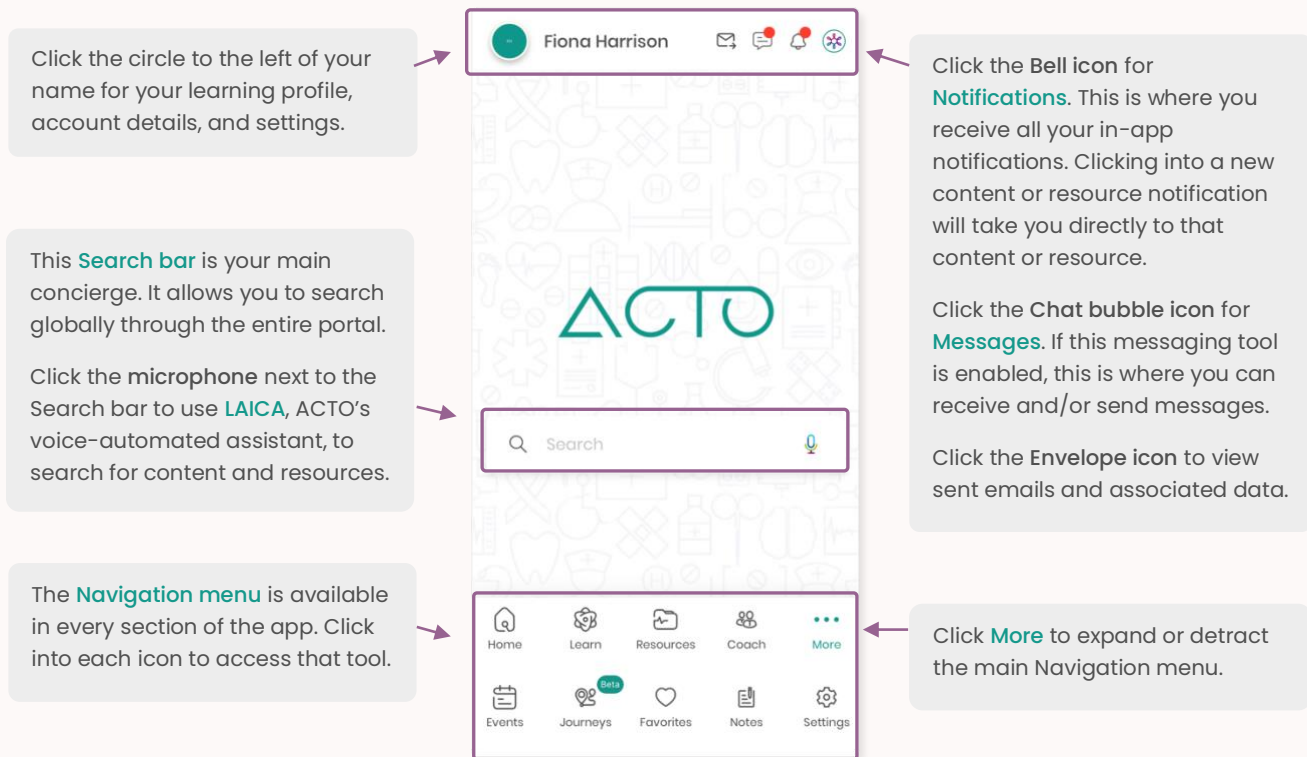 Click the circle to the left of your
name for your learning profile,
account details, and settings.
This Search bar is your main
concierge. It allows you to search
globally through the entire portal.
Click the microphone next to the
Search bar to use LAICA, ACTO’s
voice-automated assistant, to
search for content and resources.
The Navigation menu is available
in every section of the app. Click
into each icon to access that tool.
Fiona Harrison
ACTO
Search
Home Learn Resources Coach More
Beta
Events Journeys Favorites Notes Settings
Click the Bell icon for
Notifications. This is where you
receive all your in-app
notifications. Clicking into a new
content or resource notification
will take you directly to that
content or resource.
Click the Chat bubble icon for
Messages. If this messaging tool
is enabled, this is where you can
receive and/or send messages.
Click the Envelope icon to view
sent emails and associated data.
Click More to expand or detract
the main Navigation menu.